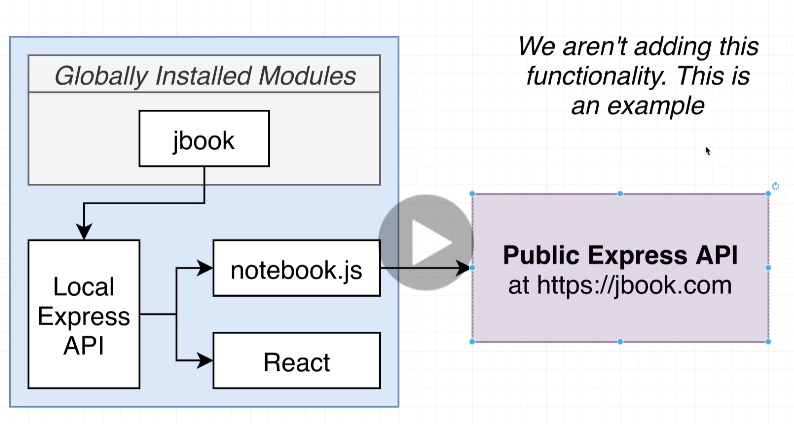 We aren't adding this
functionality. This is
an example
Globally Installed Modules
jbook
Local
Express
API
notebook.js
React
Public Express API
at https://jbook.com